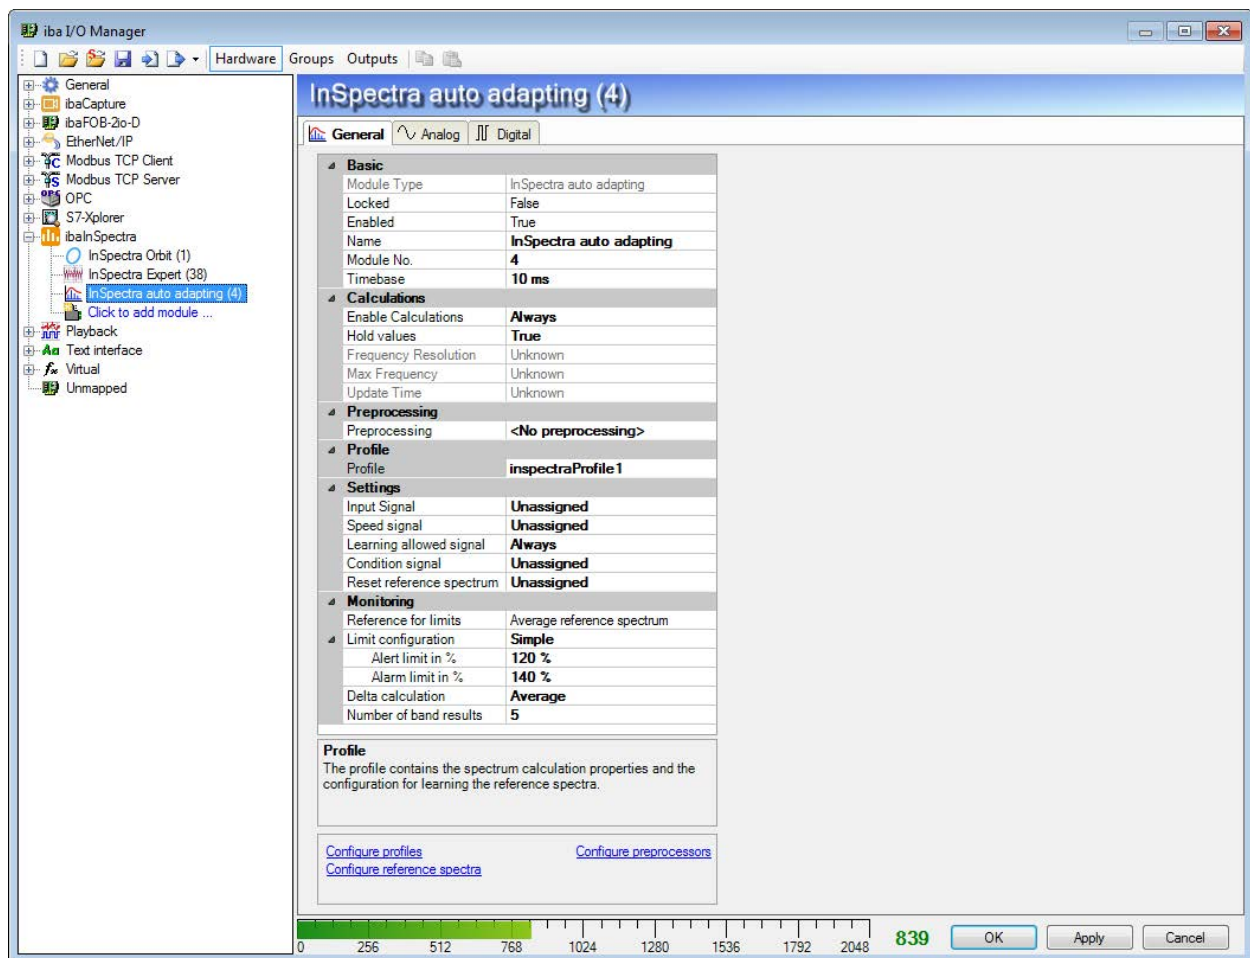 iba I/O Manager
Hardware Groups Outputs
General
ibaCapture
ibaFOB-2io-D
EtherNet/IP
Modbus TCP Client
Modbus TCP Server
OPC
S7-Xplorer
ibaInSpectra
InSpectra Orbit (1)
InSpectra Expert (38)
InSpectra auto adapting (4)
Click to add module ...
Playback
Text interface
Virtual
Unmapped
InSpectra auto adapting (4)
General Analog Digital
Basic
Module Type InSpectra auto adapting
Locked False
Enabled True
Name InSpectra auto adapting
Module No. 4
Timebase 10 ms
Calculations
Enable Calculations Always
Hold values True
Frequency Resolution Unknown
Max Frequency Unknown
Update Time Unknown
Preprocessing
Preprocessing <No preprocessing>
Profile
Profile inspectraProfile1
Settings
Input Signal Unassigned
Speed signal Unassigned
Learning allowed signal Always
Condition signal Unassigned
Reset reference spectrum Unassigned
Monitoring
Reference for limits Average reference spectrum
Limit configuration Simple
Alert limit in % 120 %
Alarm limit in % 140 %
Delta calculation Average
Number of band results 5
Profile
The profile contains the spectrum calculation properties and the
configuration for learning the reference spectra.
Configure profiles Configure preprocessors
Configure reference spectra
0 256 512 768 1024 1280 1536 1792 2048 839 OK Apply Cancel